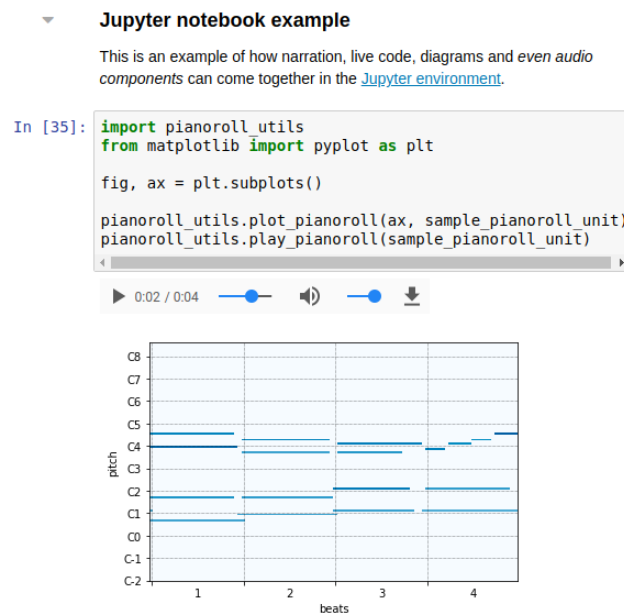 Jupyter notebook example
This is an example of how narration, live code, diagrams and even audio
components can come together in the Jupyter environment.
In [35]: import pianoroll_utils
from matplotlib import pyplot as plt
fig, ax = plt.subplots()
pianoroll_utils.plot_pianoroll(ax, sample_pianoroll_unit)
pianoroll_utils.play_pianoroll(sample_pianoroll_unit)
0:02 / 0:04
C8
C7
C6
C5
C4
C3
C2
C1
C0
C-1
C-2
pitch
1 2 3 4
beats